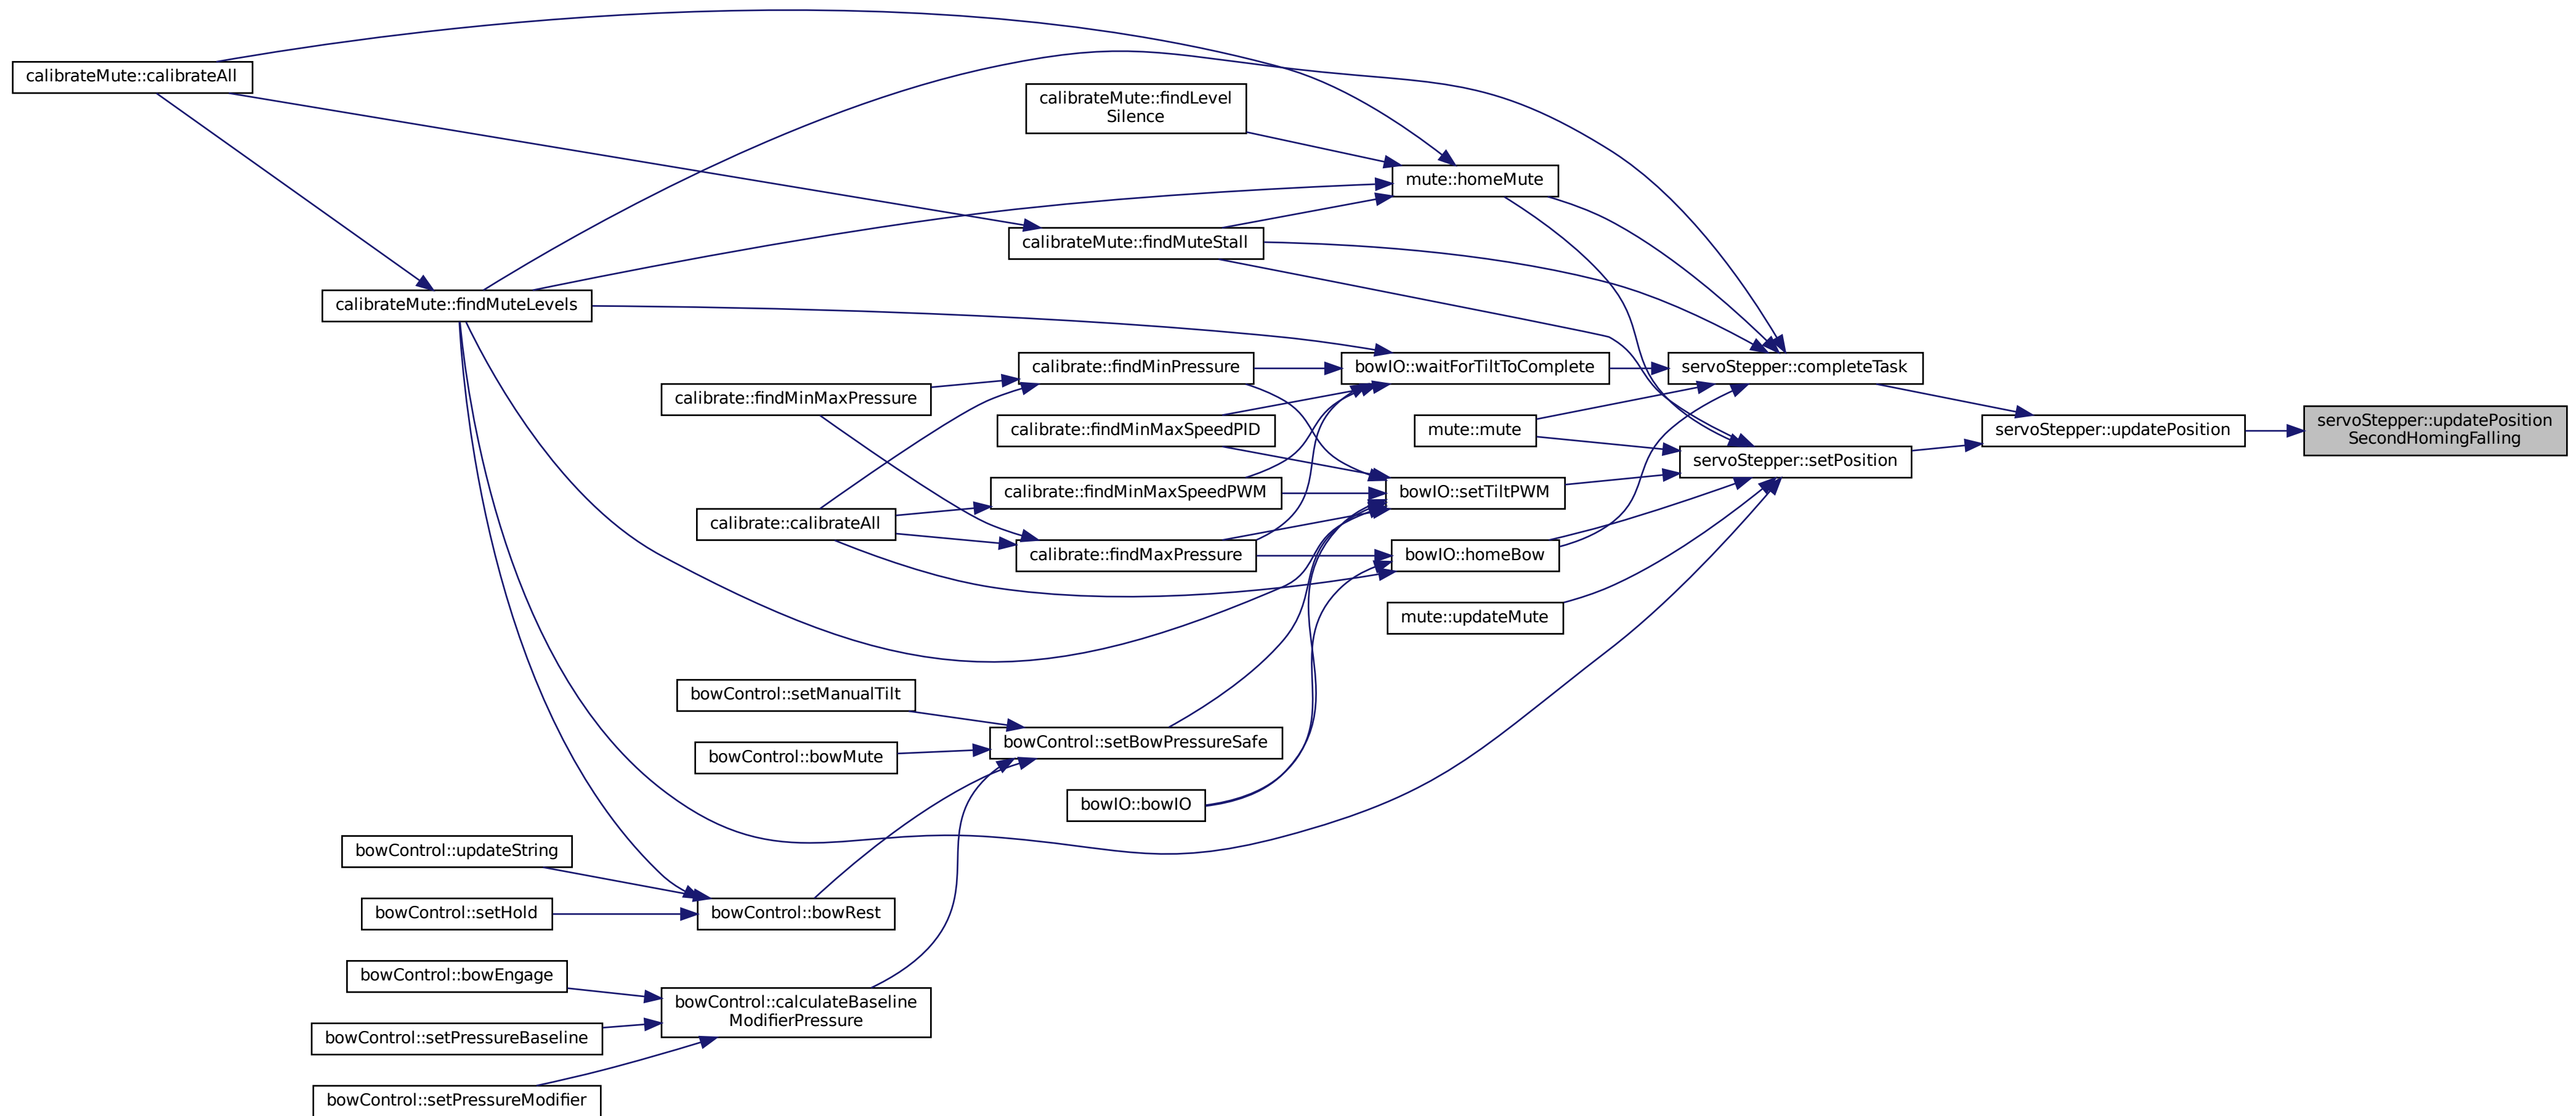 calibrateMute::calibrateAll
calibrateMute::findLevel
Silence
mute::homeMute
calibrateMute::findMuteStall
calibrateMute::findMuteLevels
calibrate::findMinPressure
bowIO::waitForTiltToComplete
servoStepper::completeTask
calibrate::findMinMaxPressure
calibrate::findMinMaxSpeedPID
mute::mute
servoStepper::updatePosition
servoStepper::updatePosition
SecondHomingFalling
servoStepper::setPosition
calibrate::findMinMaxSpeedPWM
bowIO::setTiltPWM
calibrate::calibrateAll
calibrate::findMaxPressure
bowIO::homeBow
mute::updateMute
bowControl::setManualTilt
bowControl::setBowPressureSafe
bowControl::bowMute
bowIO::bowIO
bowControl::updateString
bowControl::setHold
bowControl::bowRest
bowControl::bowEngage
bowControl::calculateBaseline
ModifierPressure
bowControl::setPressureBaseline
bowControl::setPressureModifier